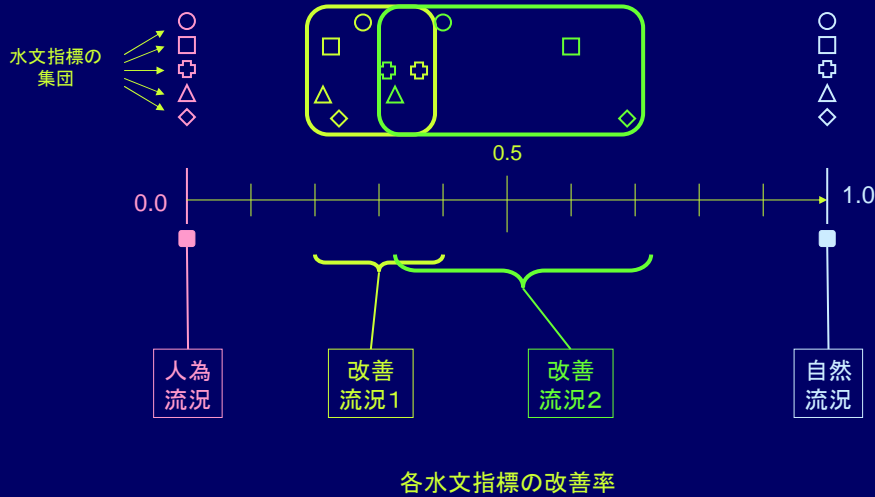 水文指標の
集団
0.5
0.0
1.0
人為
流況
改善
流況1
改善
流況2
自然
流況
各水文指標の改善率